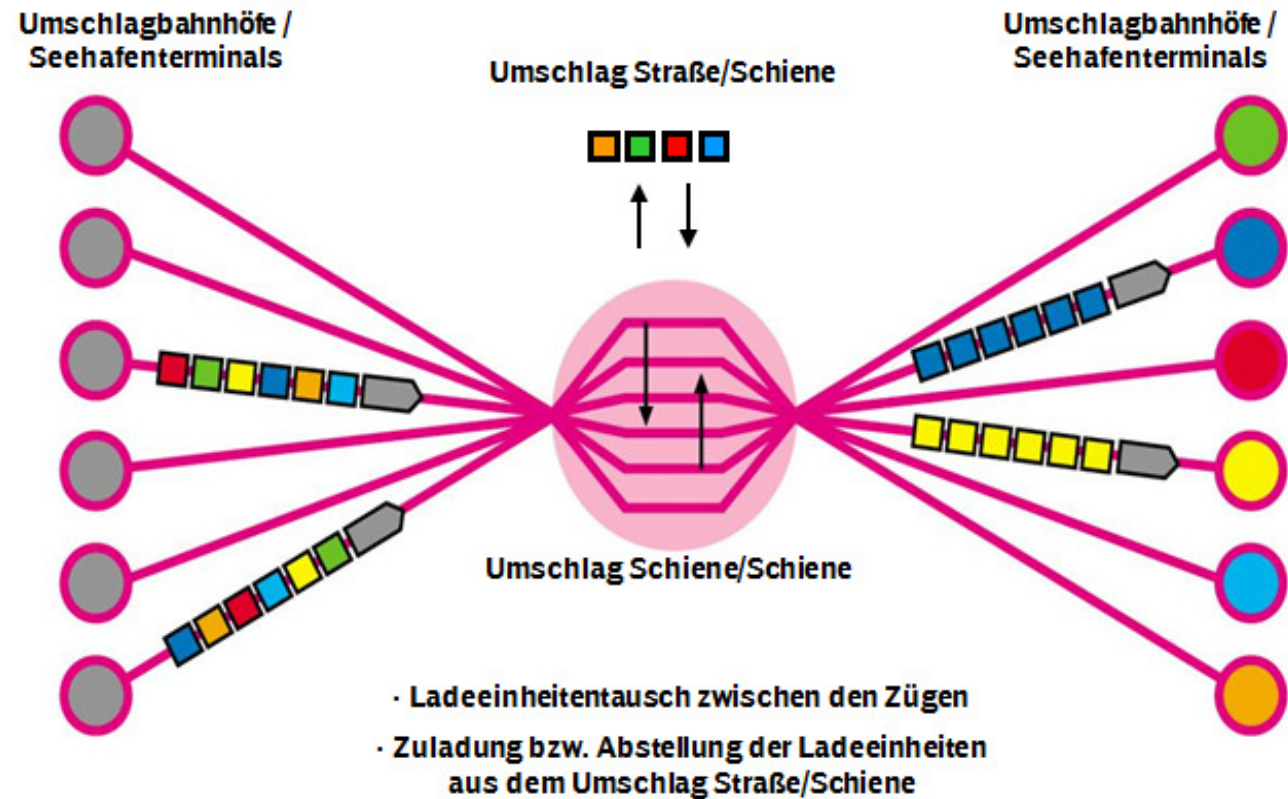 Umschlagbahnhöfe /
Seehafenterminals
Umschlag Straße/Schiene
Umschlagbahnhöfe /
Seehafenterminals
Umschlag Schiene/Schiene
· Ladeeinheitentausch zwischen den Zügen
· Zuladung bzw. Abstellung der Ladeeinheiten
aus dem Umschlag Straße/Schiene